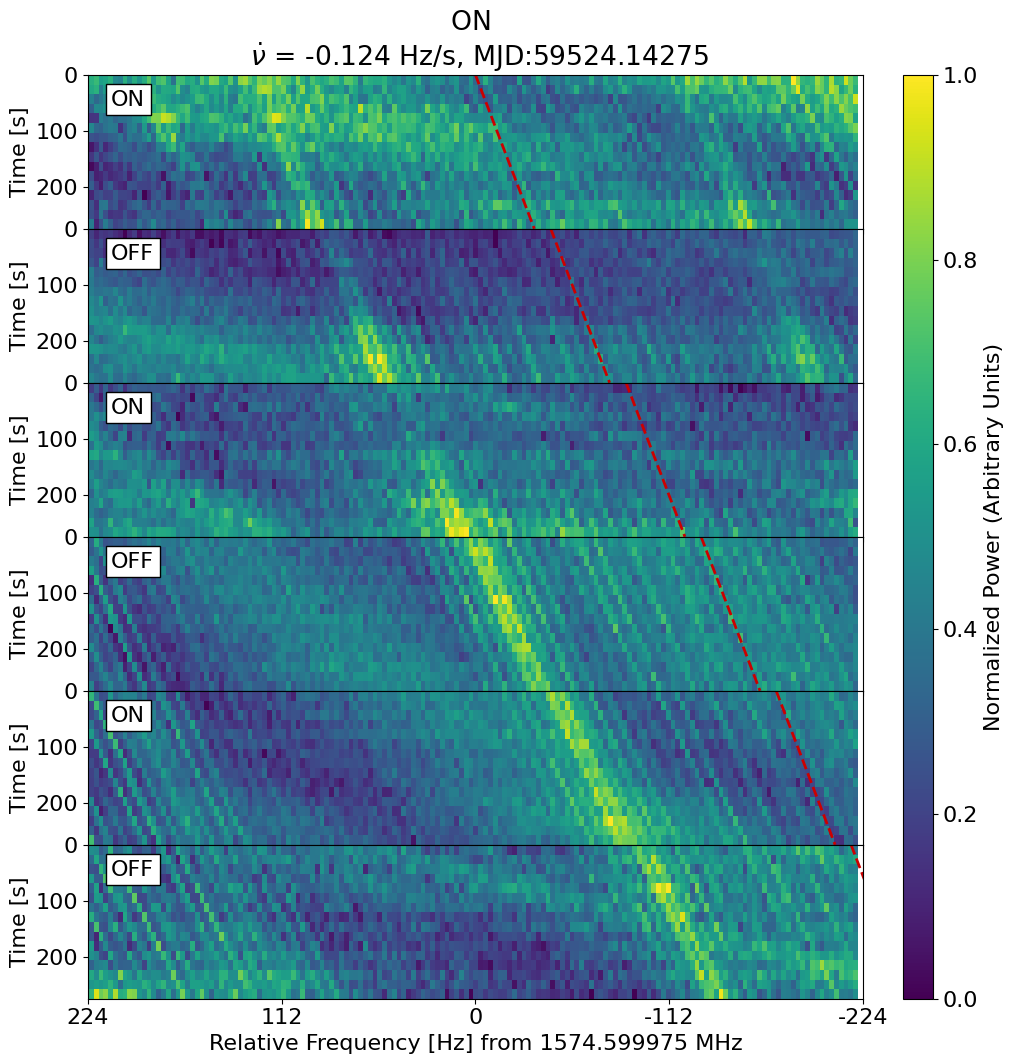 ON
ν̇ = -0.124 Hz/s, MJD:59524.14275
ON
OFF
ON
OFF
ON
OFF
Time [s]
Time [s]
Time [s]
Time [s]
Time [s]
Time [s]
0
100
200
0
100
200
0
100
200
0
100
200
0
100
200
0
100
200
224
112
0
-112
-224
Relative Frequency [Hz] from 1574.599975 MHz
1.0
0.8
0.6
0.4
0.2
0.0
Normalized Power (Arbitrary Units)